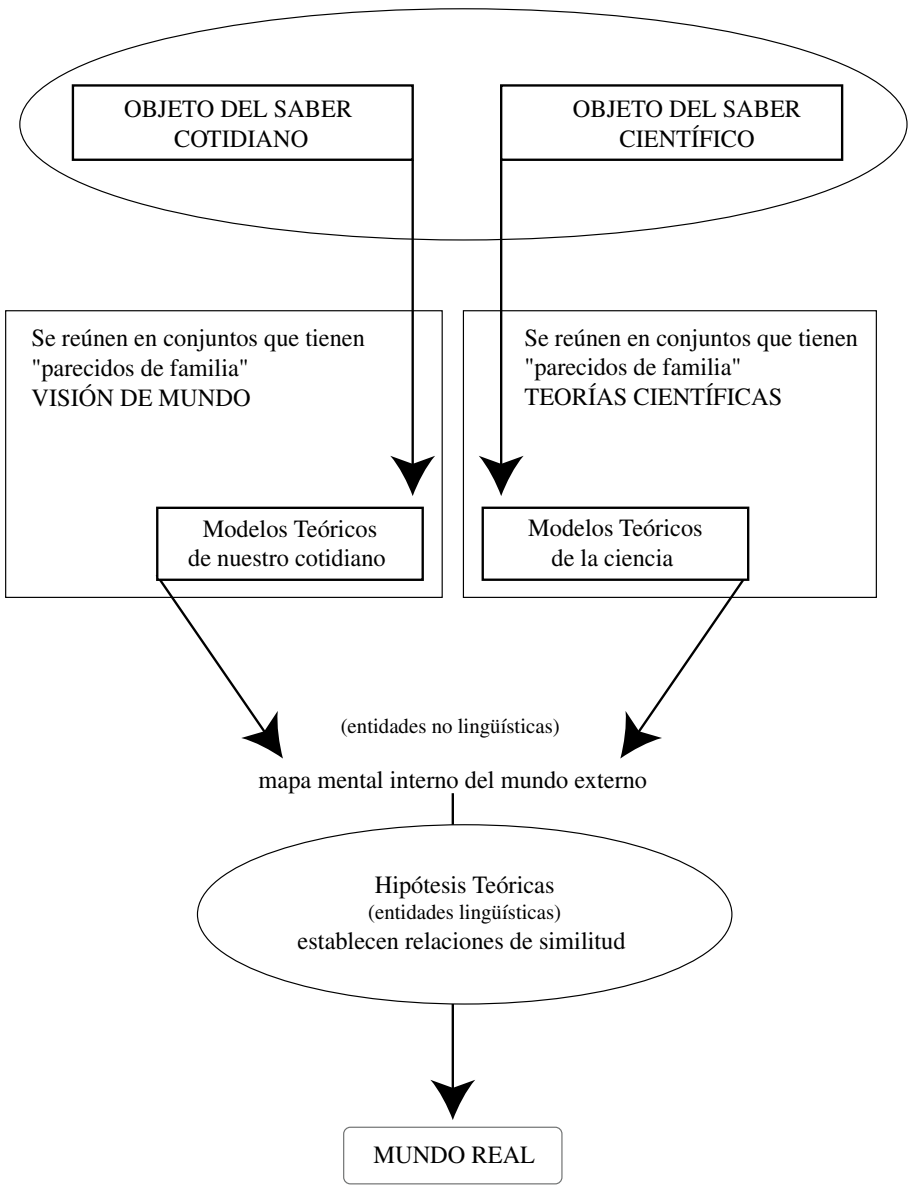 OBJETO DEL SABER
COTIDIANO
OBJETO DEL SABER
CIENTÍFICO
Se reúnen en conjuntos que tienen
"parecidos de familia"
VISIÓN DE MUNDO
Se reúnen en conjuntos que tienen
"parecidos de familia"
TEORÍAS CIENTÍFICAS
Modelos Teóricos
de nuestro cotidiano
Modelos Teóricos
de la ciencia
(entidades no lingüísticas)
mapa mental interno del mundo externo
Hipótesis Teóricas
(entidades lingüísticas)
establecen relaciones de similitud
MUNDO REAL